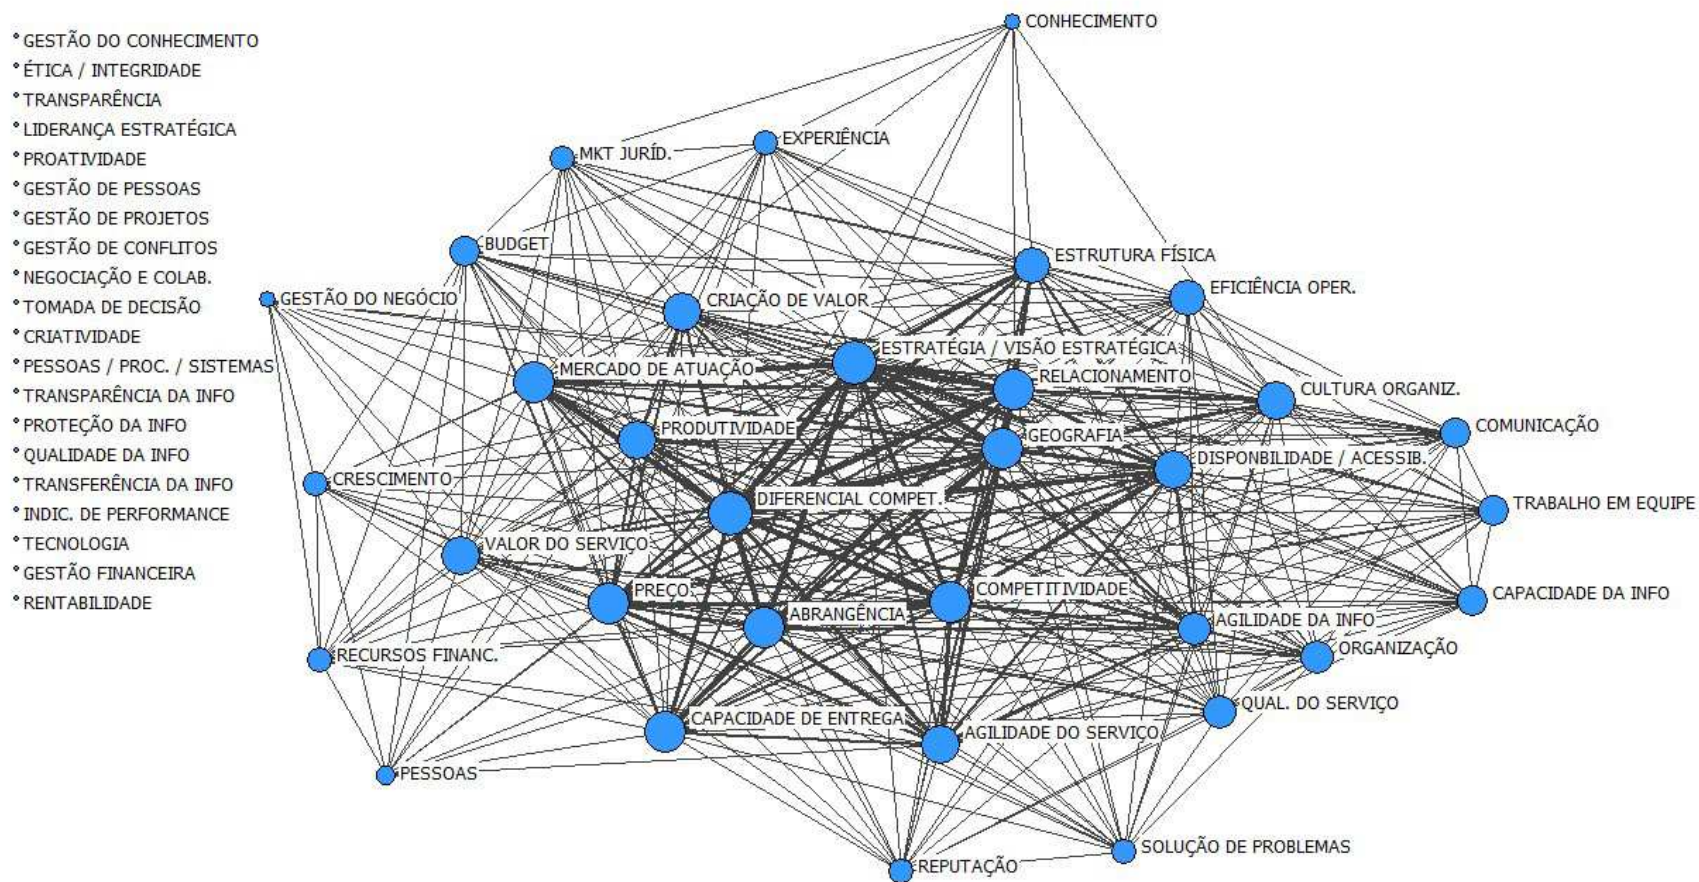 GESTÃO DO CONHECIMENTO
ÉTICA / INTEGRIDADE
TRANSPARÊNCIA
LIDERANÇA ESTRATÉGICA
PROATIVIDADE
GESTÃO DE PESSOAS
GESTÃO DE PROJETOS
GESTÃO DE CONFLITOS
NEGOCIAÇÃO E COLAB.
TOMADA DE DECISÃO
CRIATIVIDADE
PESSOAS / PROC. / SISTEMAS
TRANSPARÊNCIA DA INFO
PROTEÇÃO DA INFO
QUALIDADE DA INFO
TRANSFERÊNCIA DA INFO
INDIC. DE PERFORMANCE
TECNOLOGIA
GESTÃO FINANCEIRA
RENTABILIDADE
CONHECIMENTO
EXPERIÊNCIA
MKT JURÍD.
BUDGET
ESTRUTURA FÍSICA
EFICIÊNCIA OPER.
GESTÃO DO NEGÓCIO
CRIAÇÃO DE VALOR
ESTRATÉGIA / VISÃO ESTRATÉGICA
MERCADO DE ATUAÇÃO
RELACIONAMENTO
CULTURA ORGANIZ.
COMUNICAÇÃO
PRODUTIVIDADE
GEOGRAFIA
DISPONBILIDADE / ACESSIB.
CRESCIMENTO
DIFERENCIAL COMPET.
TRABALHO EM EQUIPE
VALOR DO SERVIÇO
PREÇO.
COMPETITIVIDADE
CAPACIDADE DA INFO
ABRANGÊNCIA
AGILIDADE DA INFO
ORGANIZAÇÃO
RECURSOS FINANC.
QUAL. DO SERVIÇO
CAPACIDADE DE ENTREGA
AGILIDADE DO SERVIÇO
PESSOAS
SOLUÇÃO DE PROBLEMAS
REPUTAÇÃO